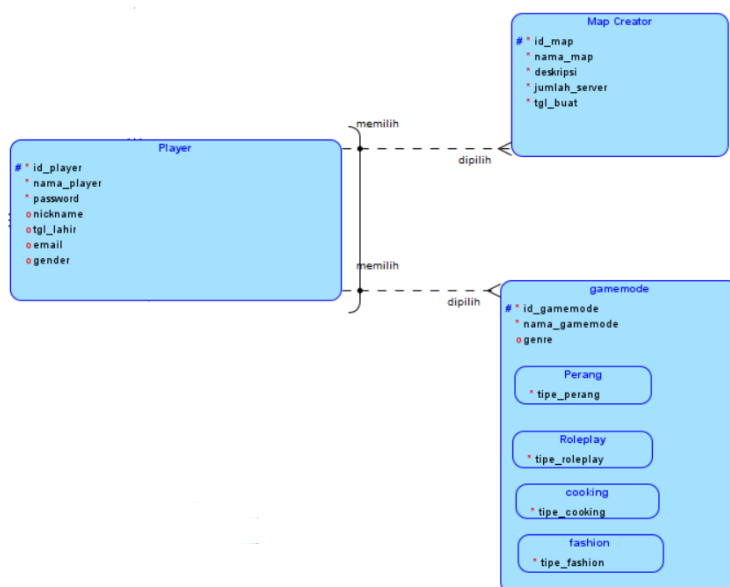 Map Creator
# * id_map
* nama_map
* deskripsi
* jumlah_server
* tgl_buat
memilih
dipilih
Player
# * id_player
* nama_player
* password
o nickname
o tgl_lahir
o email
o gender
memilih
dipilih
gamemode
# * id_gamemode
* nama_gamemode
o genre
Perang
* tipe_perang
Roleplay
* tipe_roleplay
cooking
* tipe_cooking
fashion
* tipe_fashion